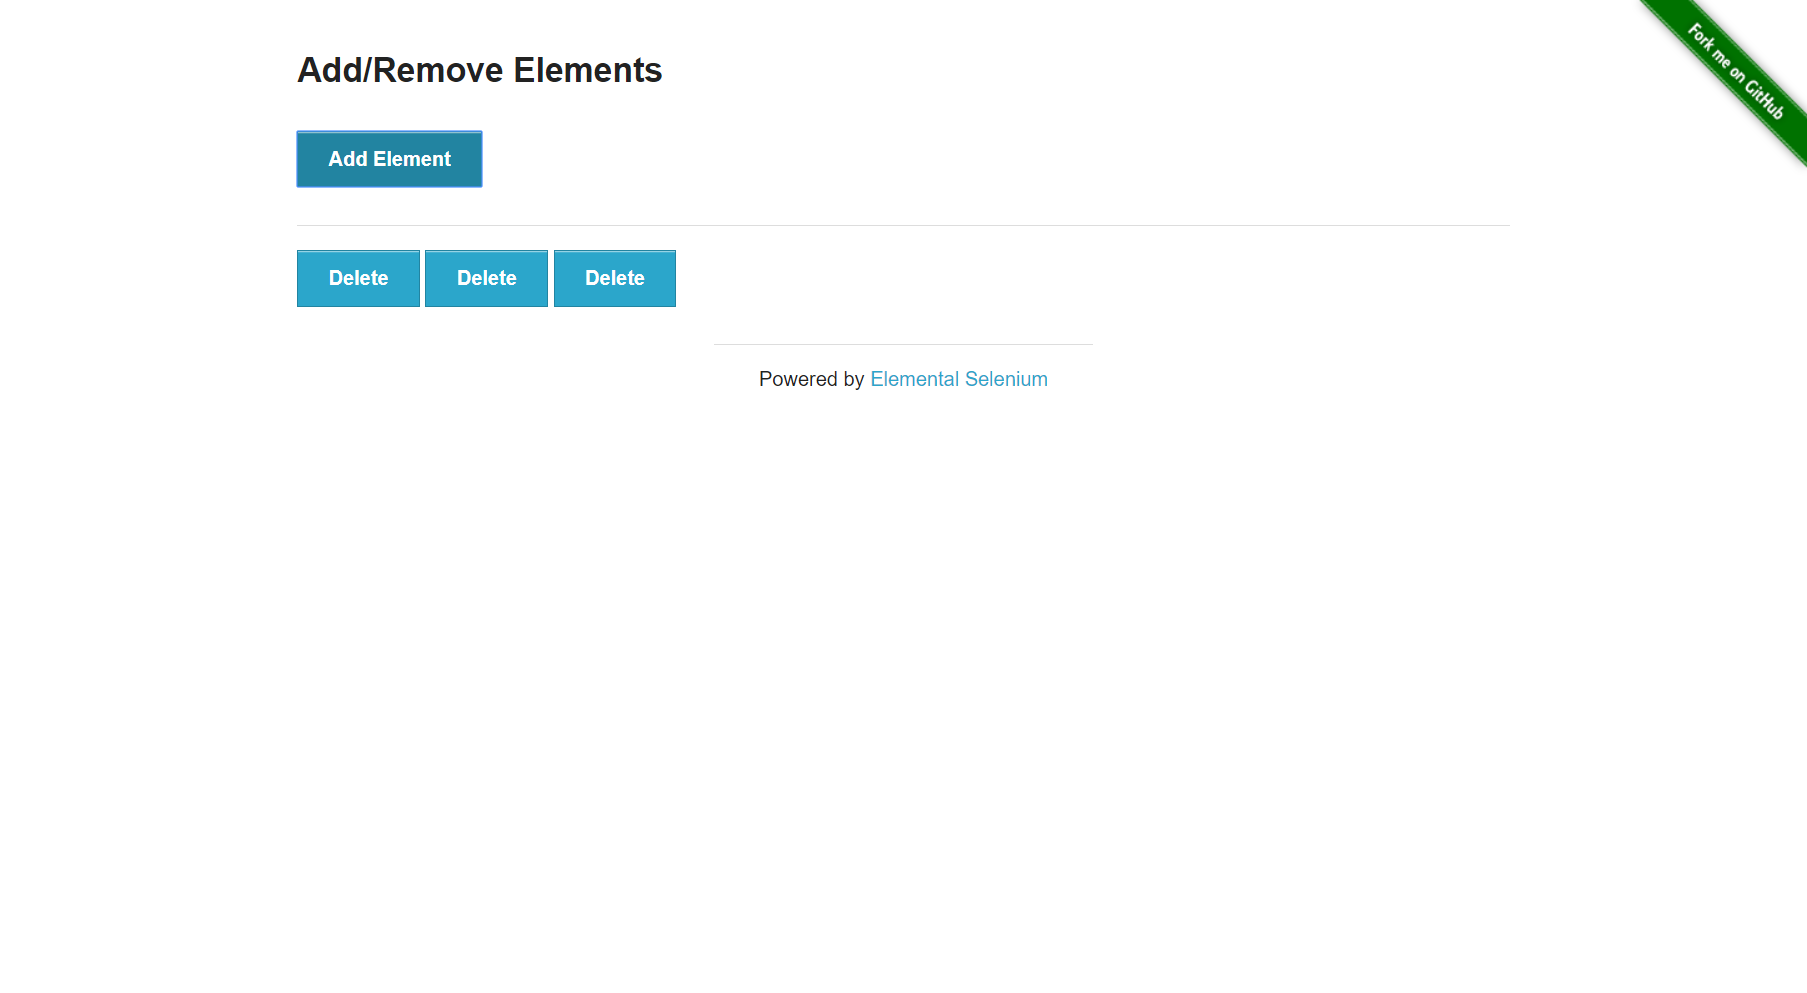 Fork me on GitHub
Add/Remove Elements
Add Element
Delete Delete Delete
Powered by Elemental Selenium